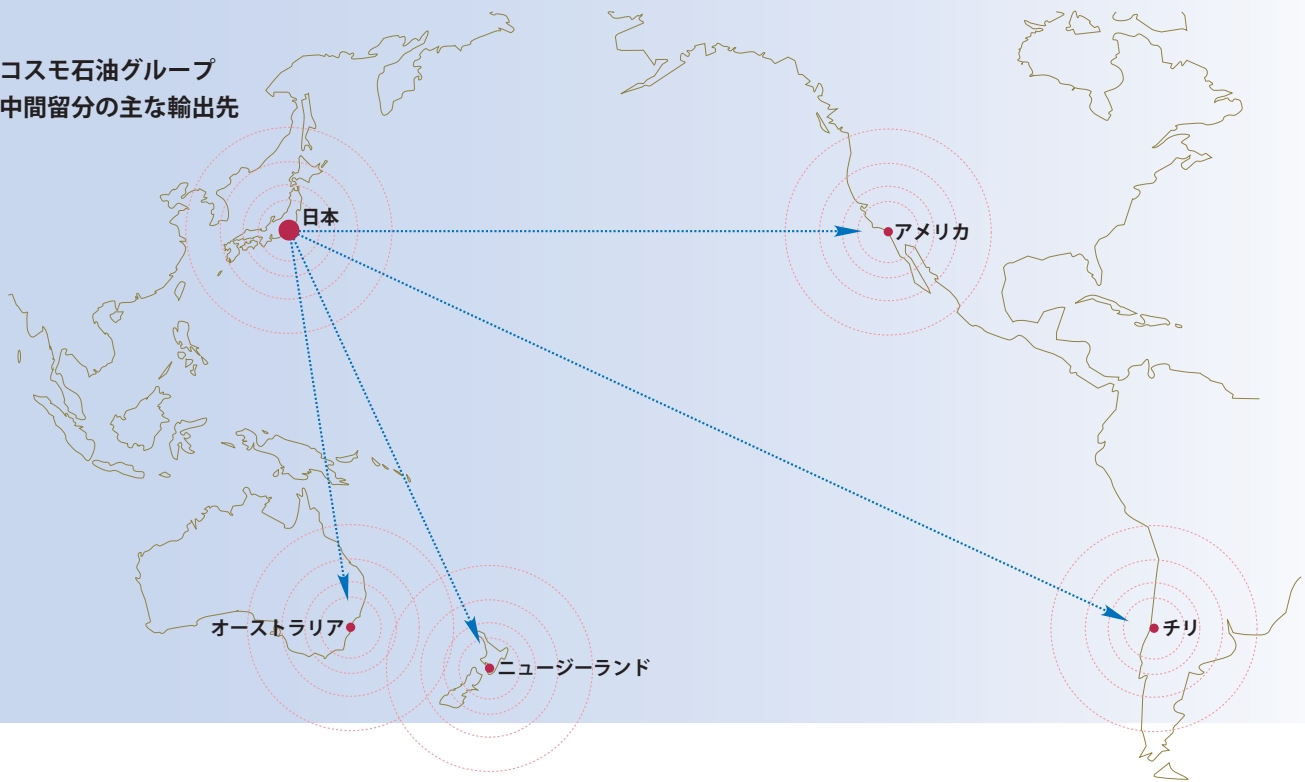 コスモ石油グループ
中間留分の主な輸出先
日本
アメリカ
オーストラリア
ニュージーランド
チリ